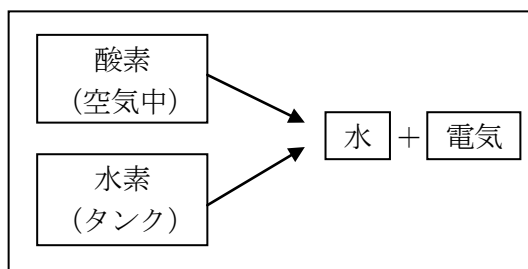 酸素
（空気中）
水素
（タンク）
水 ＋ 電気